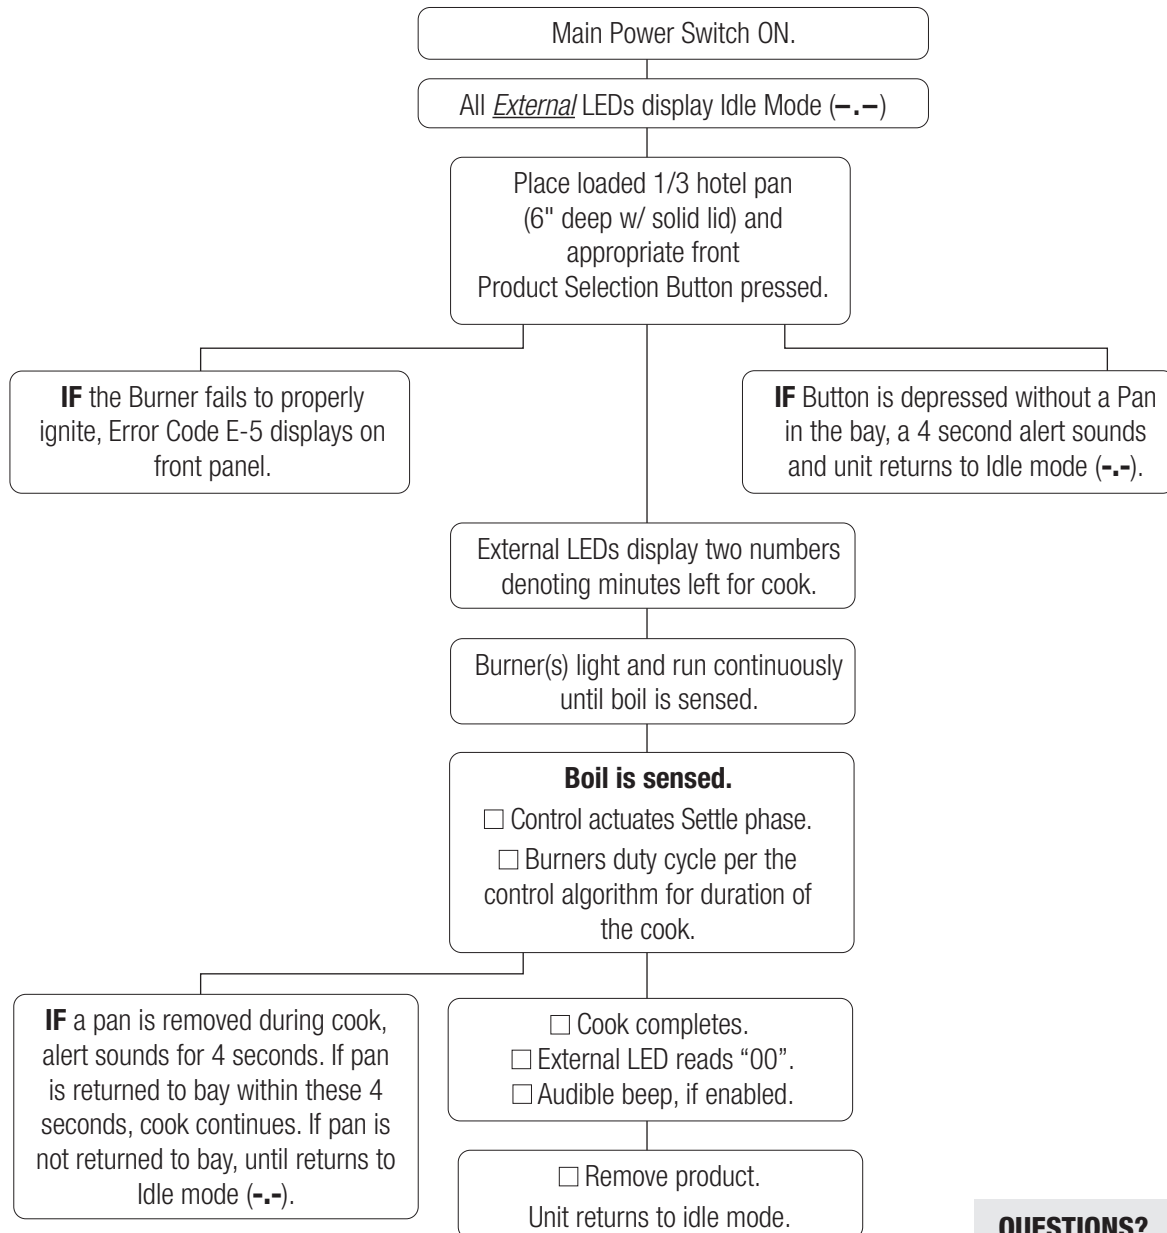 Main Power Switch ON.
All External LEDs display Idle Mode (–.–)
Place loaded 1/3 hotel pan
(6" deep w/ solid lid) and
appropriate front
Product Selection Button pressed.
IF the Burner fails to properly
ignite, Error Code E-5 displays on
front panel.
IF Button is depressed without a Pan
in the bay, a 4 second alert sounds
and unit returns to Idle mode (-.-).
External LEDs display two numbers
denoting minutes left for cook.
Burner(s) light and run continuously
until boil is sensed.
Boil is sensed.
☐ Control actuates Settle phase.
☐ Burners duty cycle per the
control algorithm for duration of
the cook.
IF a pan is removed during cook,
alert sounds for 4 seconds. If pan
is returned to bay within these 4
seconds, cook continues. If pan is
not returned to bay, until returns to
Idle mode (-.-).
☐ Cook completes.
☐ External LED reads “00”.
☐ Audible beep, if enabled.
☐ Remove product.
Unit returns to idle mode.
QUESTIONS?